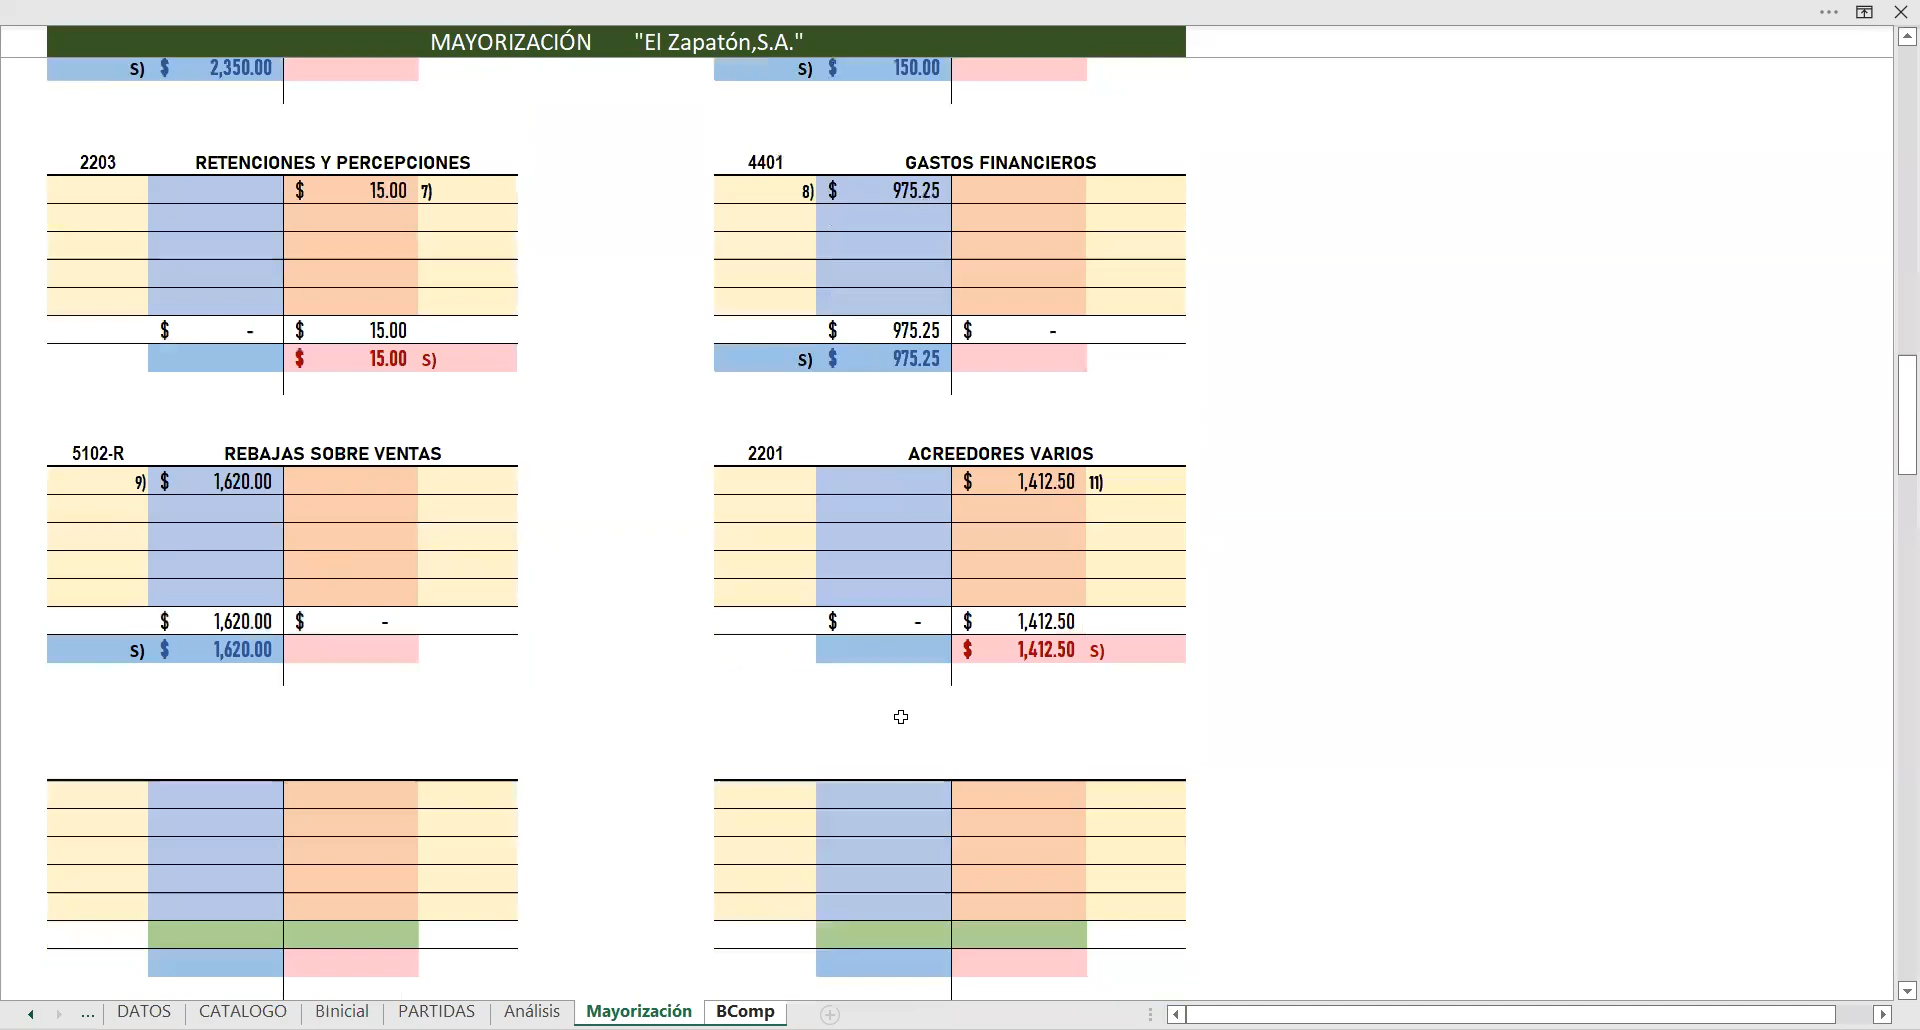 MAYORIZACIÓN "El Zapatón,S.A."
S) $ 2,350.00
S) $ 150.00
2203 RETENCIONES Y PERCEPCIONES
$ 15.00 7)
$ - $ 15.00
$ 15.00 S)
4401 GASTOS FINANCIEROS
8) $ 975.25
$ 975.25 $ -
S) $ 975.25
5102-R REBAJAS SOBRE VENTAS
9) $ 1,620.00
$ 1,620.00 $ -
S) $ 1,620.00
2201 ACREEDORES VARIOS
$ 1,412.50 11)
$ - $ 1,412.50
$ 1,412.50 S)
... DATOS CATALOGO BInicial PARTIDAS Análisis Mayorización BComp